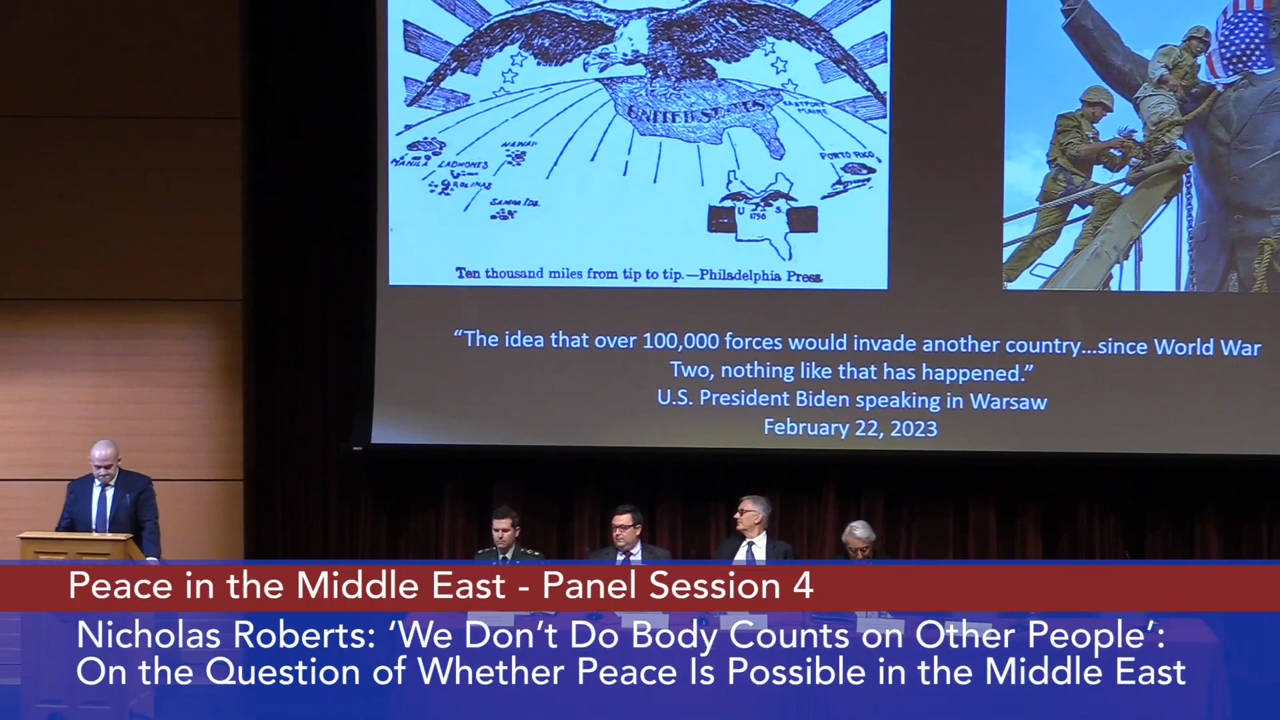 UNITED STATES
EASTPORT
MAINE
HAWAII
MANILA
LADRONES
CAROLINAS
SAMOA IDS.
PORTO RICO
U S.
1798
Ten thousand miles from tip to tip.—Philadelphia Press.
“The idea that over 100,000 forces would invade another country…since World War
Two, nothing like that has happened.”
U.S. President Biden speaking in Warsaw
February 22, 2023
Peace in the Middle East - Panel Session 4
Nicholas Roberts: ‘We Don’t Do Body Counts on Other People’:
On the Question of Whether Peace Is Possible in the Middle East